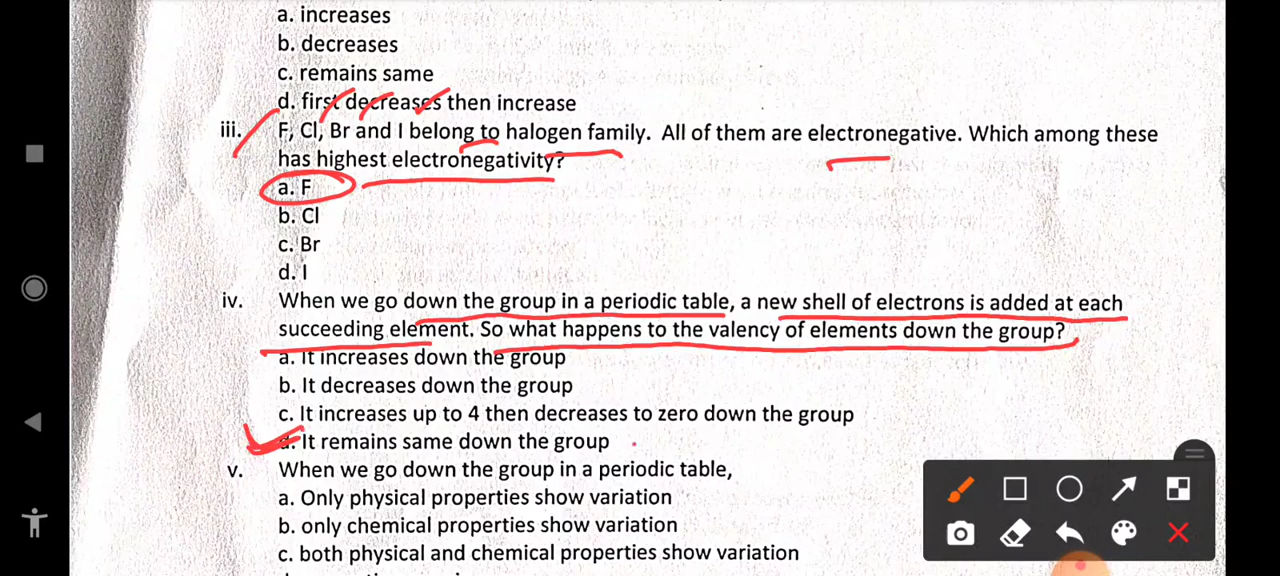 a. increases
b. decreases
c. remains same
d. first decreases then increase
iii. F, Cl, Br and I belong to halogen family. All of them are electronegative. Which among these
has highest electronegativity?
a. F
b. Cl
c. Br
d. I
iv. When we go down the group in a periodic table, a new shell of electrons is added at each
succeeding element. So what happens to the valency of elements down the group?
a. It increases down the group
b. It decreases down the group
c. It increases up to 4 then decreases to zero down the group
d. It remains same down the group
v. When we go down the group in a periodic table,
a. Only physical properties show variation
b. only chemical properties show variation
c. both physical and chemical properties show variation